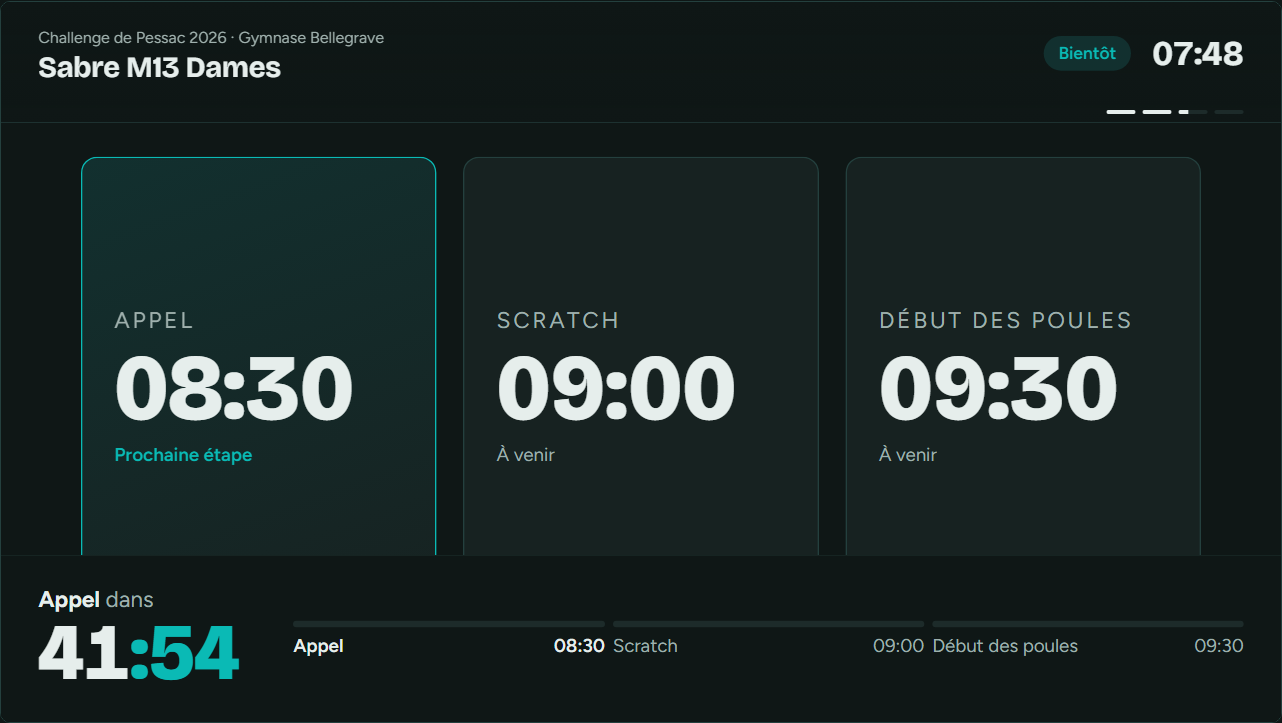 Challenge de Pessac 2026 · Gymnase Bellegrave
Sabre M13 Dames
Bientôt
07:48
APPEL
08:30
Prochaine étape
SCRATCH
09:00
À venir
DÉBUT DES POULES
09:30
À venir
Appel dans
41:54
Appel 08:30
Scratch 09:00
Début des poules 09:30